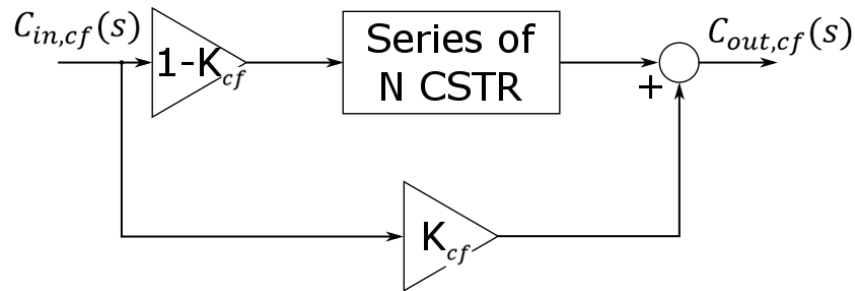 C_{in,cf}(s)
1-K_{cf}
Series of
N CSTR
C_{out,cf}(s)
+
K_{cf}